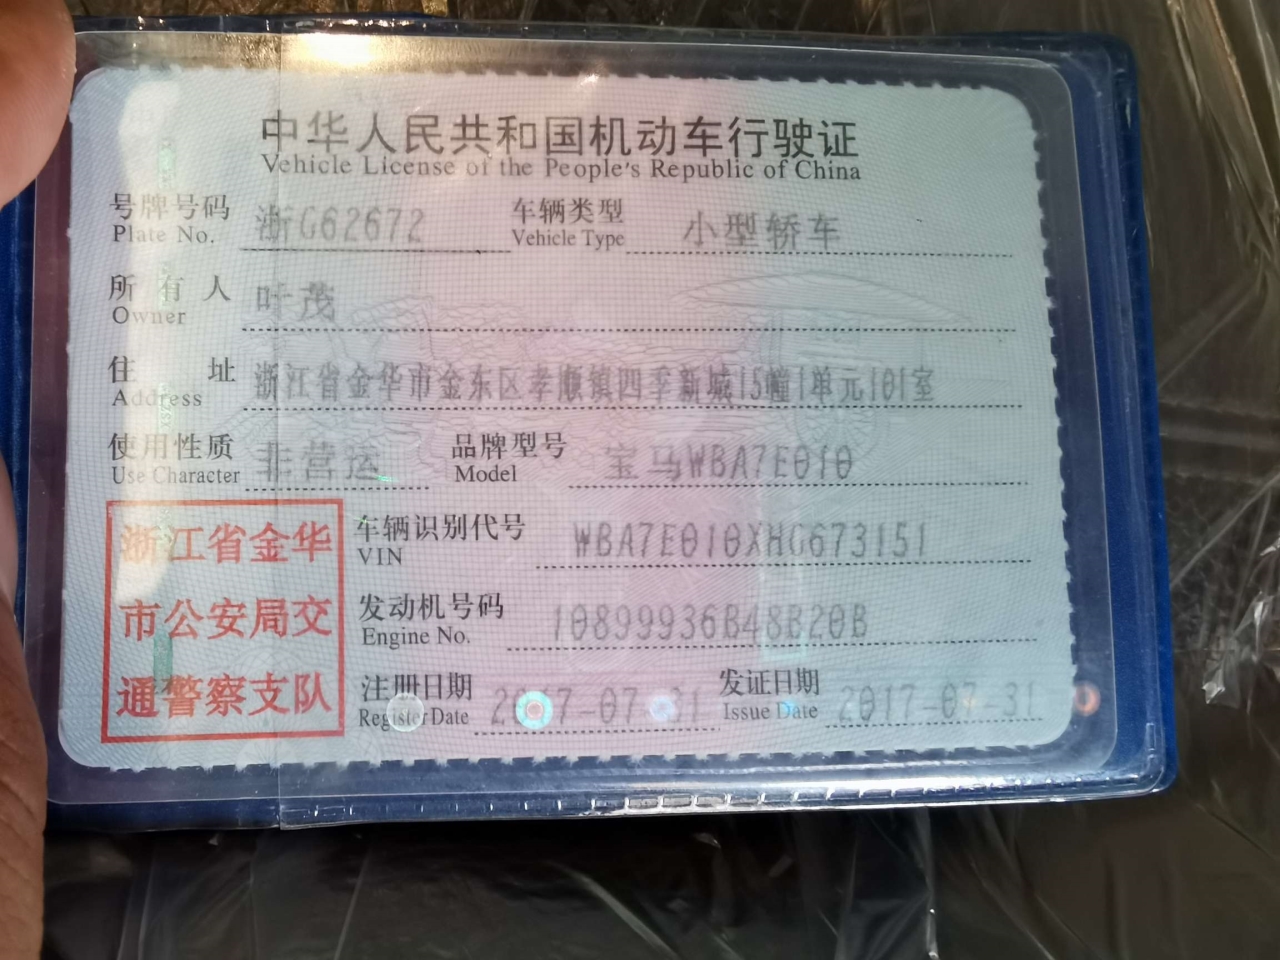 中华人民共和国机动车行驶证
Vehicle License of the People's Republic of China
号牌号码 浙G62672 车辆类型 小型轿车
Plate No. Vehicle Type
所有人 叶茂
Owner
住址 浙江省金华市金东区孝顺镇四季新城15幢1单元101室
Address
使用性质 非营运 品牌型号 宝马WBA7E010
Use Character Model
浙江省金华 车辆识别代号 WBA7E010XHG673151
VIN
市公安局交 发动机号码 10899936B48B20B
Engine No.
通警察支队 注册日期 2017-07-31 发证日期 2017-07-31
Register Date Issue Date